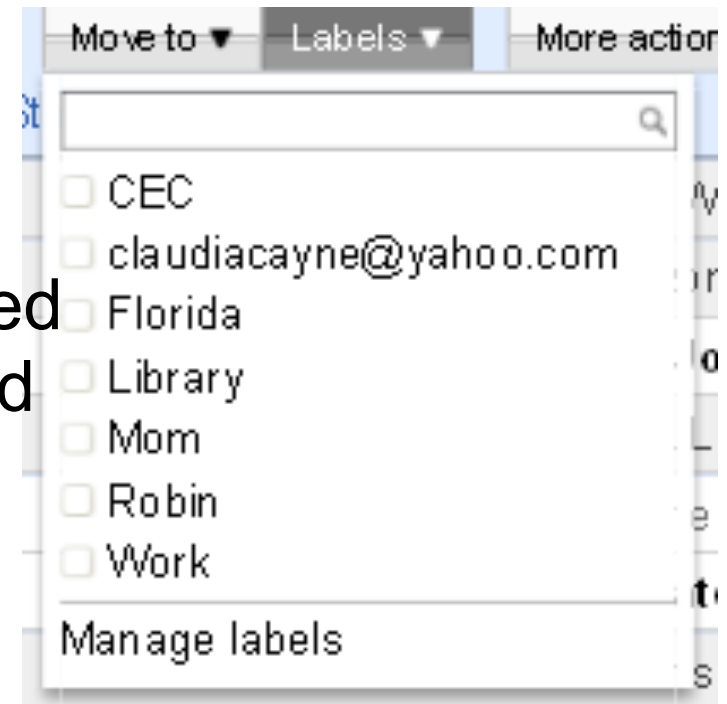 Move to ▼ Labels ▼ More action
CEC
claudiacayne@yahoo.com
Florida
Library
Mom
Robin
Work
Manage labels